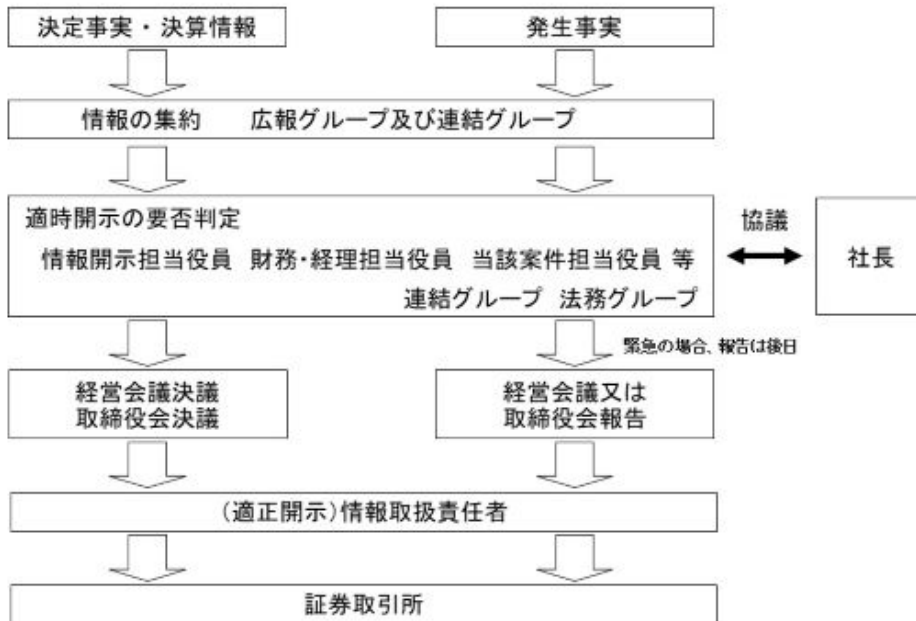 決定事実・決算情報
発生事実
情報の集約　広報グループ及び連結グループ
適時開示の要否判定
情報開示担当役員　財務・経理担当役員　当該案件担当役員 等
連結グループ　法務グループ
協議
社長
緊急の場合、報告は後日
経営会議決議
取締役会決議
経営会議又は
取締役会報告
（適正開示）情報取扱責任者
証券取引所